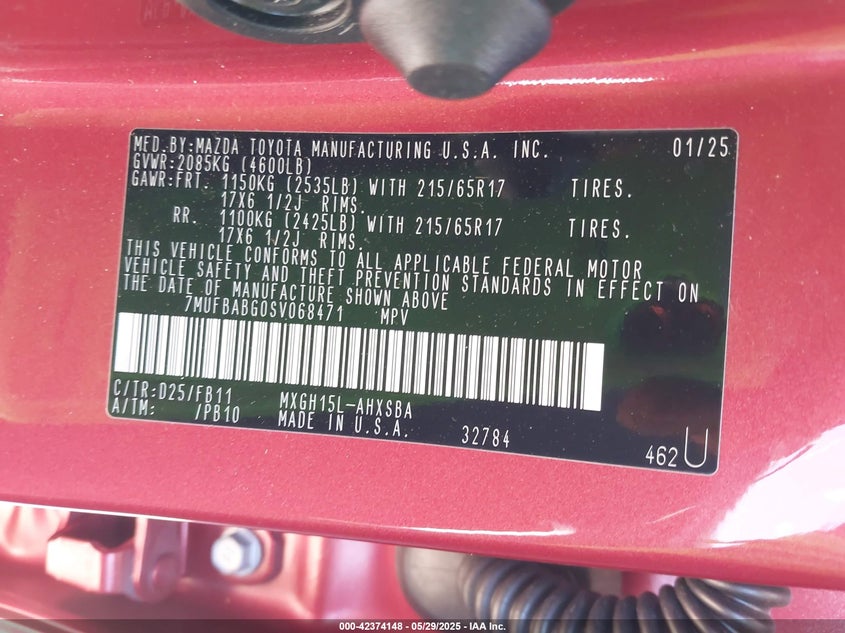 MFD.BY:MAZDA TOYOTA MANUFACTURING U.S.A. INC. 01/25
GVWR:2085KG (4600LB)
GAWR:FRT. 1150KG (2535LB) WITH 215/65R17 TIRES.
17X6 1/2J RIMS.
RR. 1100KG (2425LB) WITH 215/65R17 TIRES.
17X6 1/2J RIMS.
THIS VEHICLE CONFORMS TO ALL APPLICABLE FEDERAL MOTOR
VEHICLE SAFETY AND THEFT PREVENTION STANDARDS IN EFFECT ON
THE DATE OF MANUFACTURE SHOWN ABOVE
7MUFBABG0SV068471 MPV
C/TR:D25/FB11 MXGH15L-AHXSBA
A/TM: /PB10 MADE IN U.S.A. 32784
462 U
000-42374148 - 05/29/2025 - IAA Inc.